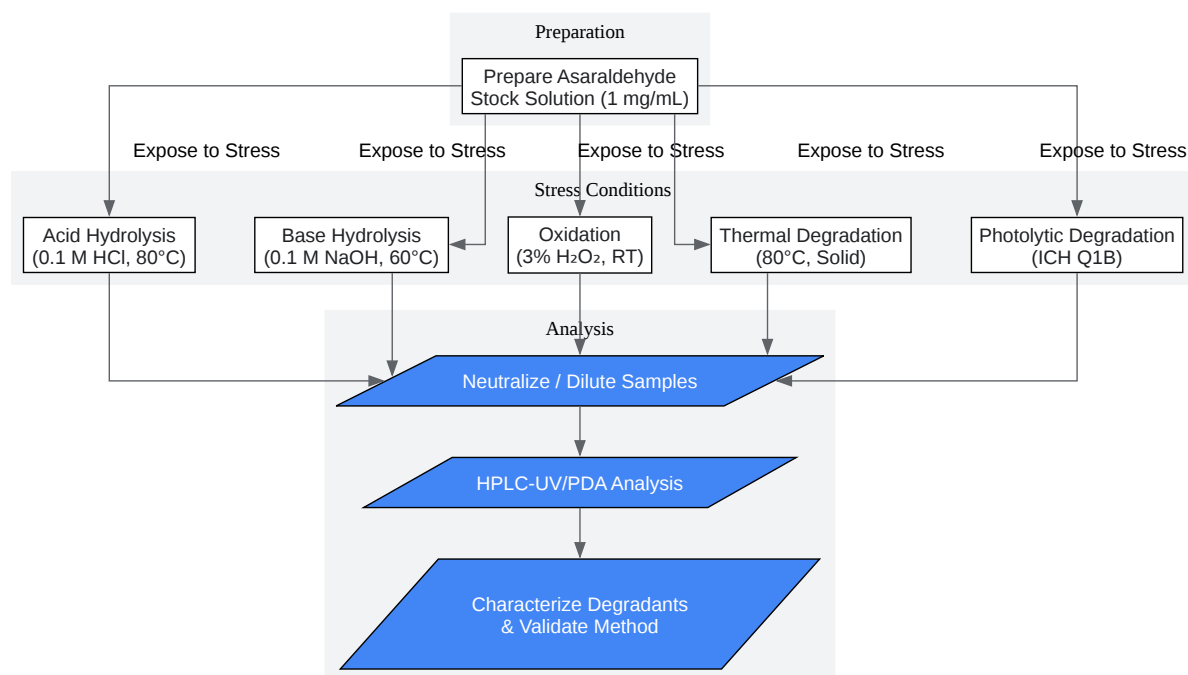 Preparation
Prepare Asaraldehyde
Stock Solution (1 mg/mL)
Expose to Stress
Expose to Stress
Expose to Stress
Expose to Stress
Expose to Stress
Stress Conditions
Acid Hydrolysis
(0.1 M HCl, 80°C)
Base Hydrolysis
(0.1 M NaOH, 60°C)
Oxidation
(3% H₂O₂, RT)
Thermal Degradation
(80°C, Solid)
Photolytic Degradation
(ICH Q1B)
Analysis
Neutralize / Dilute Samples
HPLC-UV/PDA Analysis
Characterize Degradants
& Validate Method